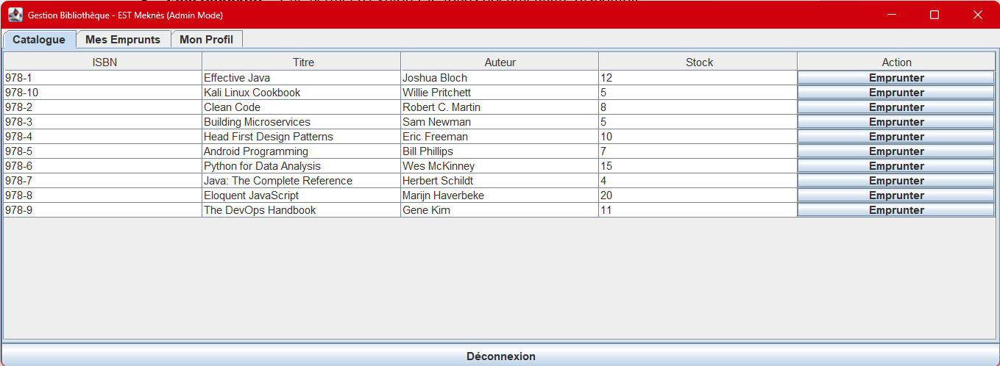 Gestion Bibliothèque - EST Meknès (Admin Mode)
Catalogue Mes Emprunts Mon Profil
ISBN Titre Auteur Stock Action
978-1 Effective Java Joshua Bloch 12 Emprunter
978-10 Kali Linux Cookbook Willie Pritchett 5 Emprunter
978-2 Clean Code Robert C. Martin 8 Emprunter
978-3 Building Microservices Sam Newman 5 Emprunter
978-4 Head First Design Patterns Eric Freeman 10 Emprunter
978-5 Android Programming Bill Phillips 7 Emprunter
978-6 Python for Data Analysis Wes McKinney 15 Emprunter
978-7 Java: The Complete Reference Herbert Schildt 4 Emprunter
978-8 Eloquent JavaScript Marijn Haverbeke 20 Emprunter
978-9 The DevOps Handbook Gene Kim 11 Emprunter
Déconnexion